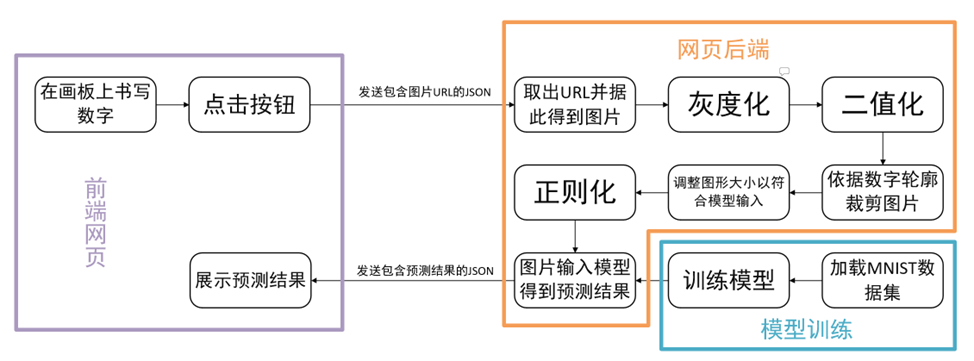 网页后端
在画板上书写
数字
点击按钮
发送包含图片URL的JSON
取出URL并据
此得到图片
灰度化
二值化
前端网页
正则化
调整图形大小以符
合模型输入
依据数字轮廓
裁剪图片
展示预测结果
发送包含预测结果的JSON
图片输入模型
得到预测结果
训练模型
加载MNIST数
据集
模型训练